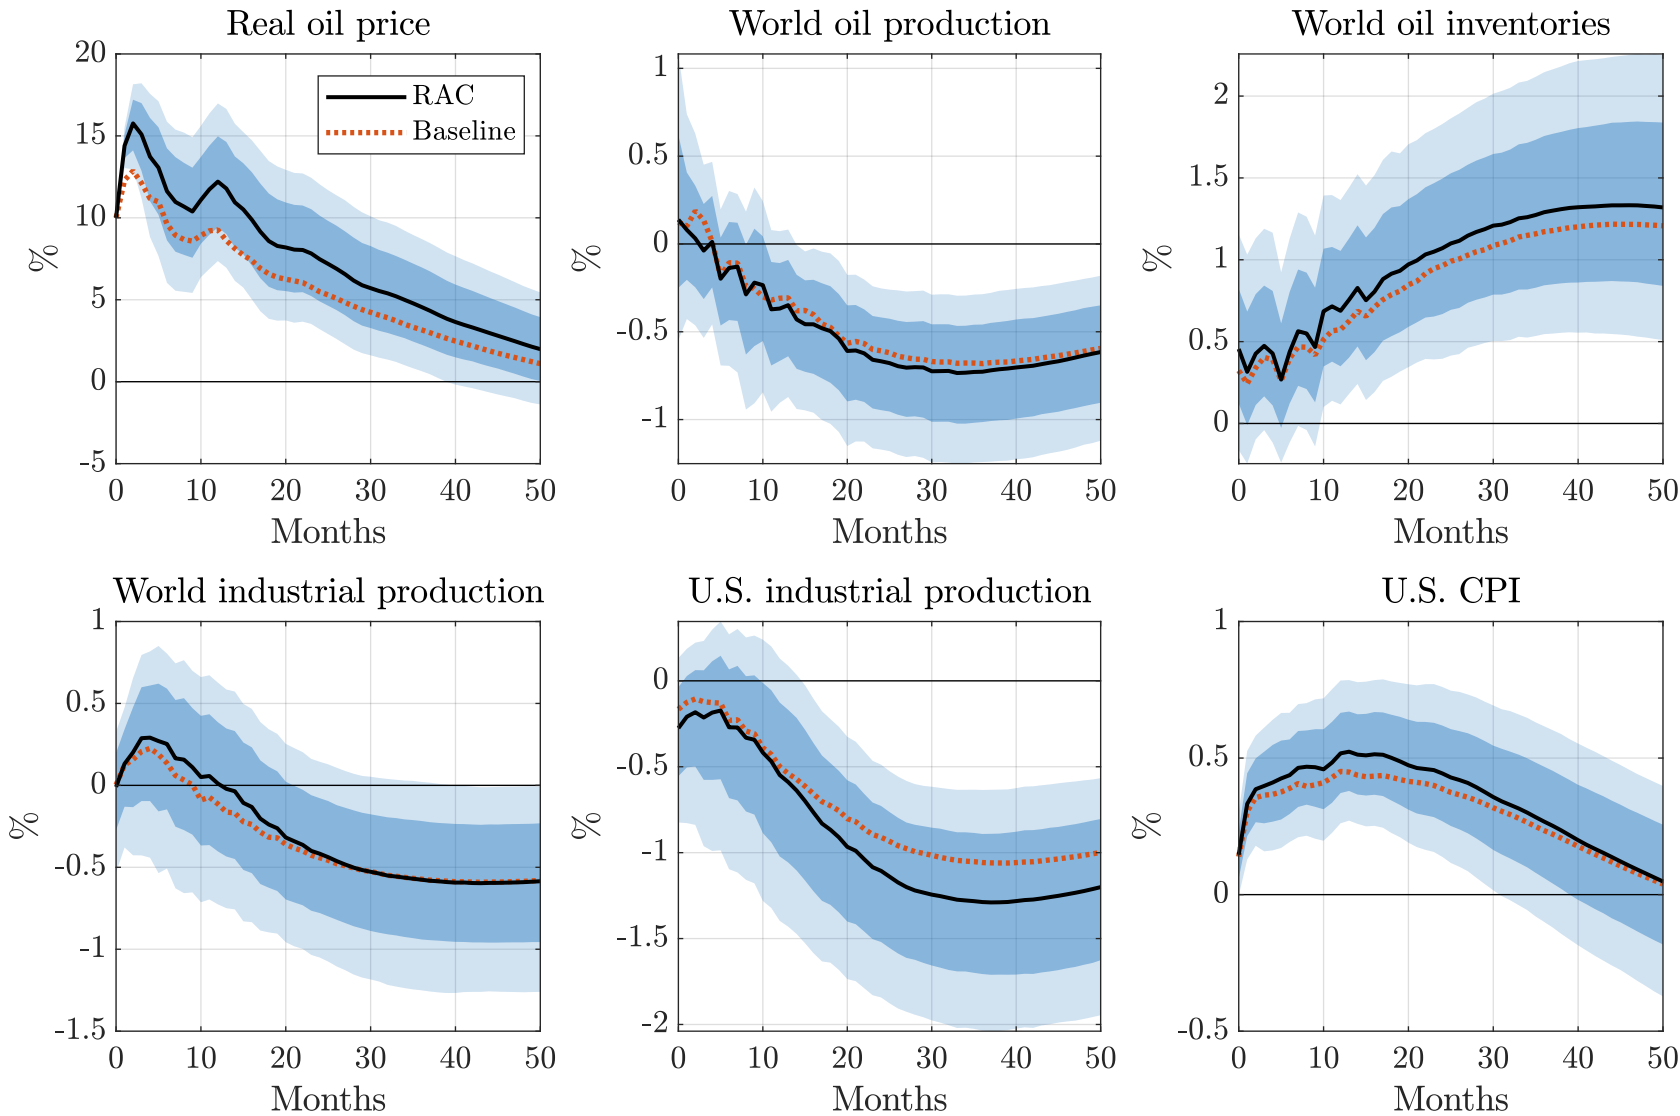 Real oil price
20
15
10
5
0
-5
%
0 10 20 30 40 50
Months
RAC
Baseline
World oil production
1
0.5
0
-0.5
-1
%
0 10 20 30 40 50
Months
World oil inventories
2
1.5
1
0.5
0
%
0 10 20 30 40 50
Months
World industrial production
1
0.5
0
-0.5
-1
-1.5
%
0 10 20 30 40 50
Months
U.S. industrial production
0
-0.5
-1
-1.5
-2
%
0 10 20 30 40 50
Months
U.S. CPI
1
0.5
0
-0.5
%
0 10 20 30 40 50
Months